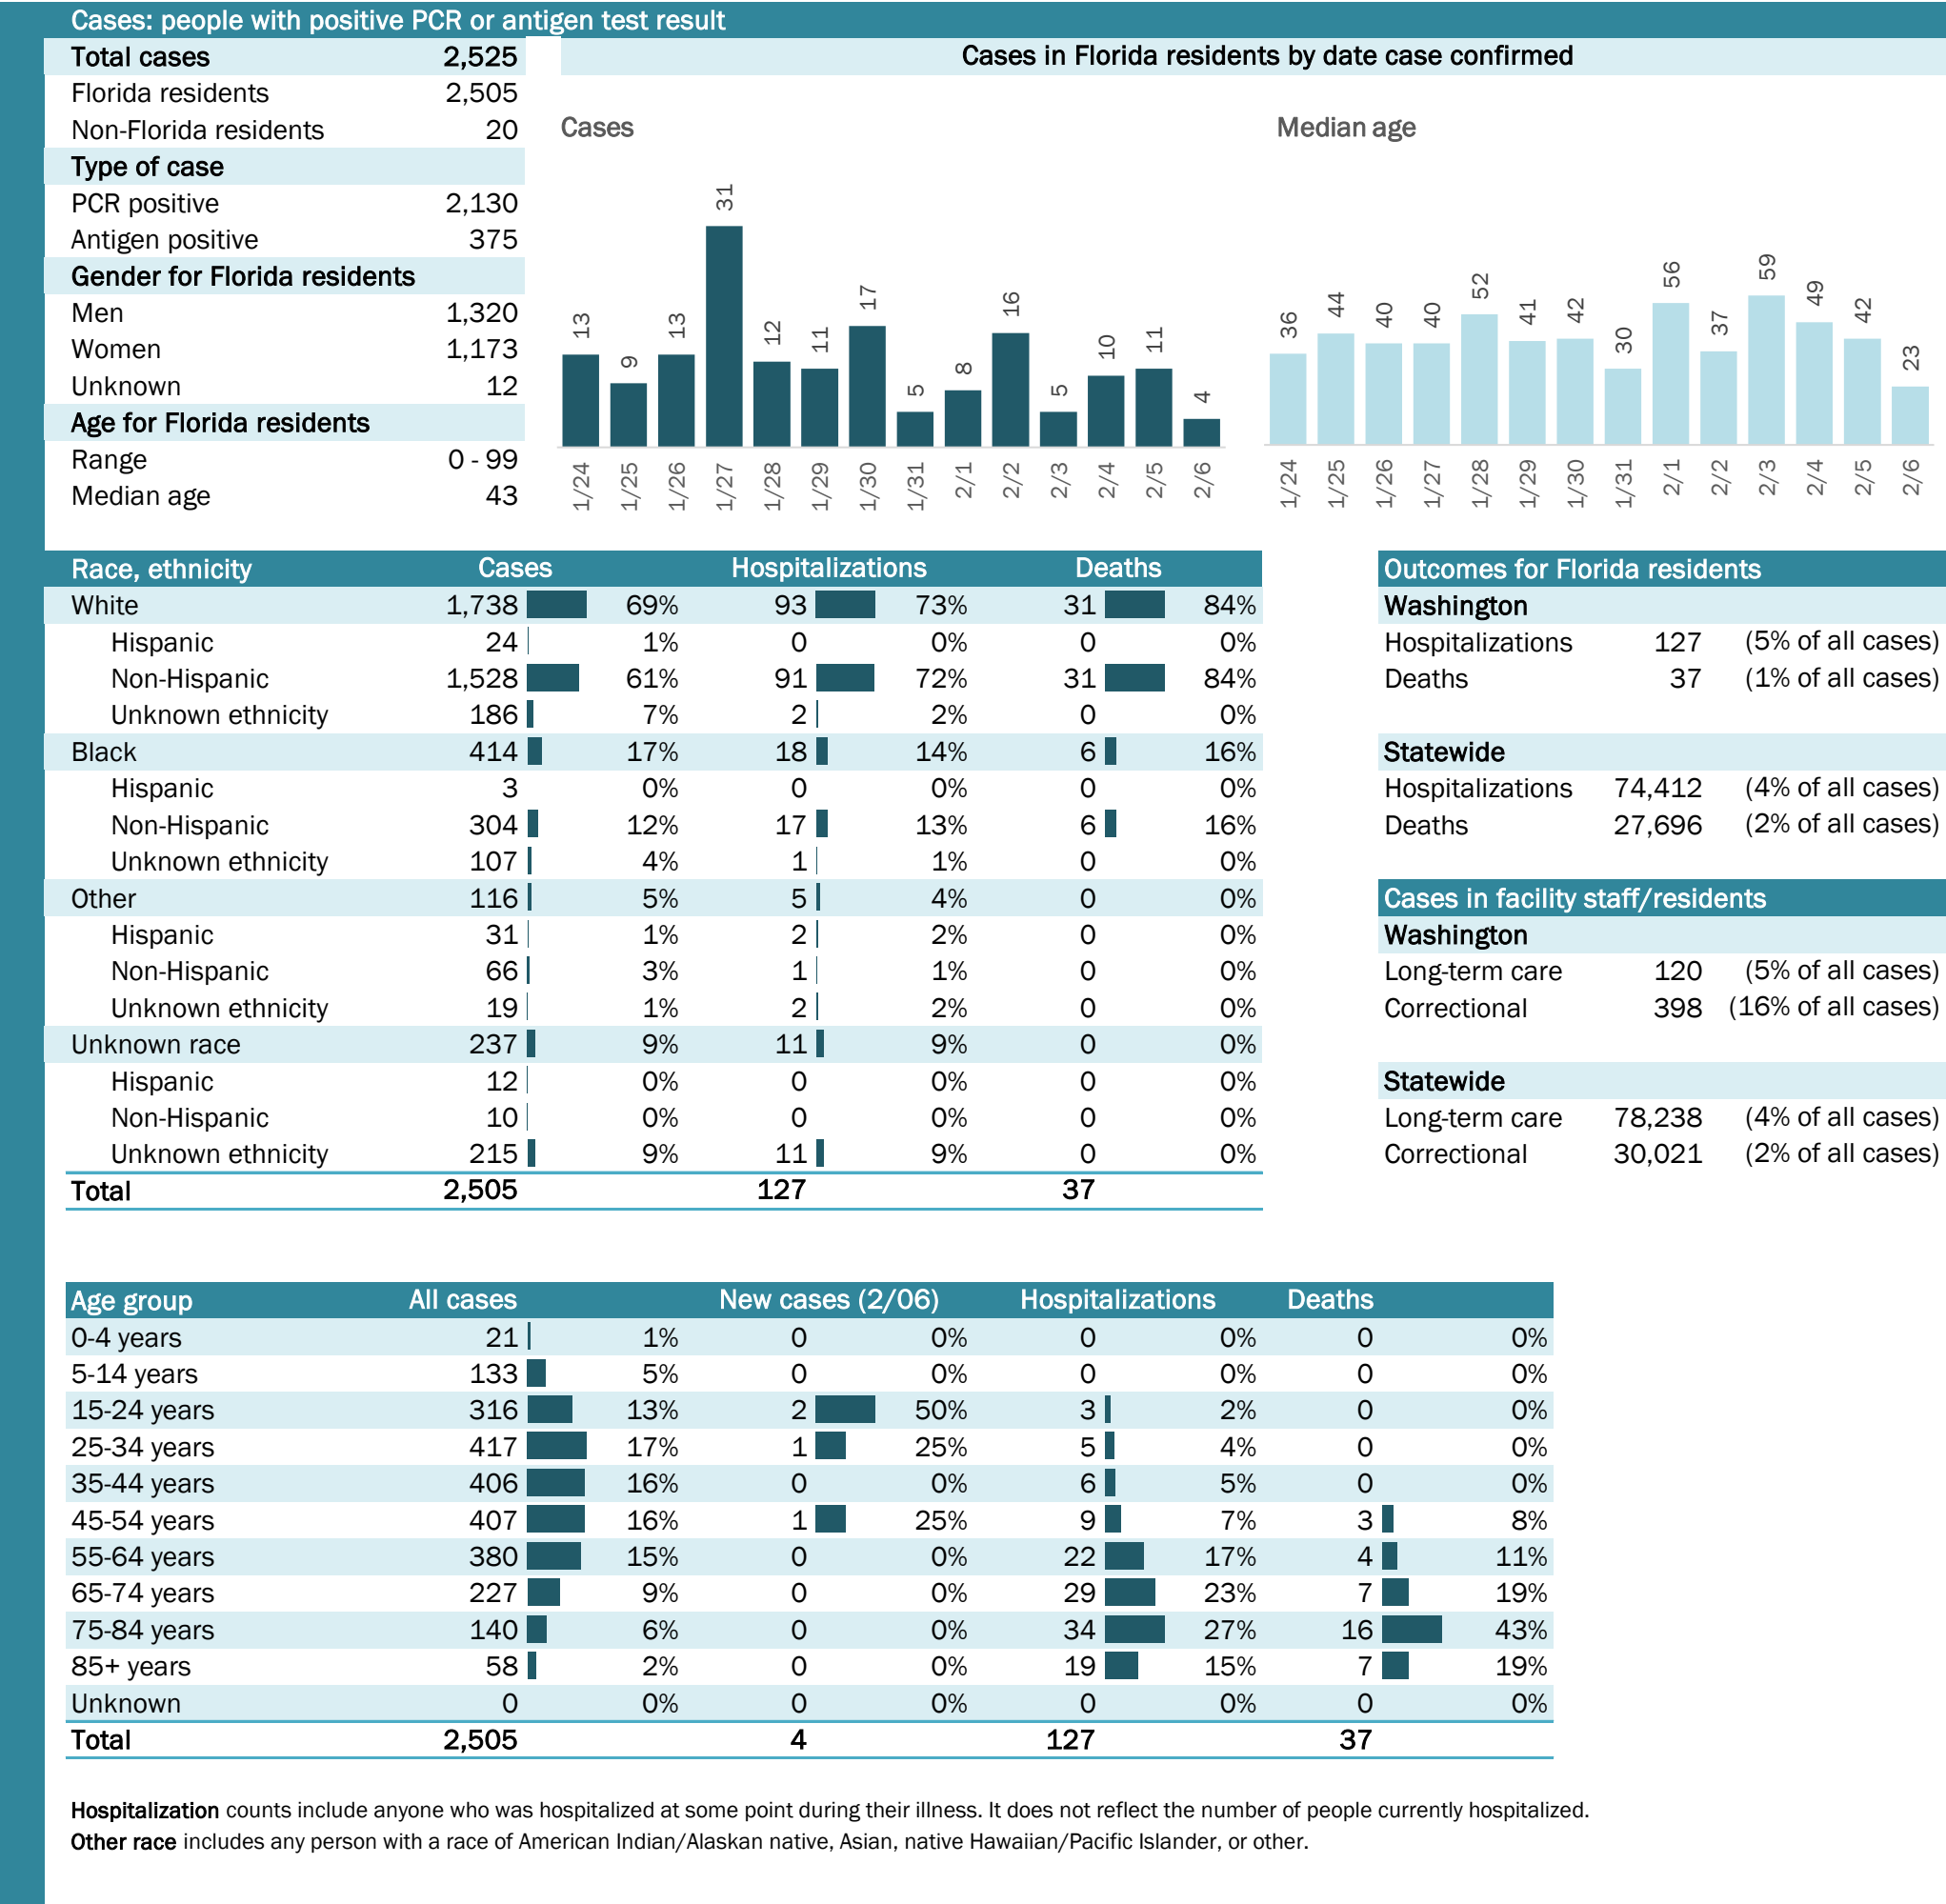 Cases: people with positive PCR or antigen test result
Total cases 2,525
Florida residents 2,505
Non-Florida residents 20
Type of case
PCR positive 2,130
Antigen positive 375
Gender for Florida residents
Men 1,320
Women 1,173
Unknown 12
Age for Florida residents
Range 0 - 99
Median age 43
Cases in Florida residents by date case confirmed
Cases
13 9 13 31 12 11 17 5 8 16 5 10 11 4
1/24 1/25 1/26 1/27 1/28 1/29 1/30 1/31 2/1 2/2 2/3 2/4 2/5 2/6
Median age
36 44 40 40 52 41 42 30 56 37 59 49 42 23
1/24 1/25 1/26 1/27 1/28 1/29 1/30 1/31 2/1 2/2 2/3 2/4 2/5 2/6
Race, ethnicity Cases Hospitalizations Deaths
White 1,738 69% 93 73% 31 84%
Hispanic 24 1% 0 0% 0 0%
Non-Hispanic 1,528 61% 91 72% 31 84%
Unknown ethnicity 186 7% 2 2% 0 0%
Black 414 17% 18 14% 6 16%
Hispanic 3 0% 0 0% 0 0%
Non-Hispanic 304 12% 17 13% 6 16%
Unknown ethnicity 107 4% 1 1% 0 0%
Other 116 5% 5 4% 0 0%
Hispanic 31 1% 2 2% 0 0%
Non-Hispanic 66 3% 1 1% 0 0%
Unknown ethnicity 19 1% 2 2% 0 0%
Unknown race 237 9% 11 9% 0 0%
Hispanic 12 0% 0 0% 0 0%
Non-Hispanic 10 0% 0 0% 0 0%
Unknown ethnicity 215 9% 11 9% 0 0%
Total 2,505 127 37
Outcomes for Florida residents
Washington
Hospitalizations 127 (5% of all cases)
Deaths 37 (1% of all cases)
Statewide
Hospitalizations 74,412 (4% of all cases)
Deaths 27,696 (2% of all cases)
Cases in facility staff/residents
Washington
Long-term care 120 (5% of all cases)
Correctional 398 (16% of all cases)
Statewide
Long-term care 78,238 (4% of all cases)
Correctional 30,021 (2% of all cases)
Age group All cases New cases (2/06) Hospitalizations Deaths
0-4 years 21 1% 0 0% 0 0% 0 0%
5-14 years 133 5% 0 0% 0 0% 0 0%
15-24 years 316 13% 2 50% 3 2% 0 0%
25-34 years 417 17% 1 25% 5 4% 0 0%
35-44 years 406 16% 0 0% 6 5% 0 0%
45-54 years 407 16% 1 25% 9 7% 3 8%
55-64 years 380 15% 0 0% 22 17% 4 11%
65-74 years 227 9% 0 0% 29 23% 7 19%
75-84 years 140 6% 0 0% 34 27% 16 43%
85+ years 58 2% 0 0% 19 15% 7 19%
Unknown 0 0% 0 0% 0 0% 0 0%
Total 2,505 4 127 37
Hospitalization counts include anyone who was hospitalized at some point during their illness. It does not reflect the number of people currently hospitalized.
Other race includes any person with a race of American Indian/Alaskan native, Asian, native Hawaiian/Pacific Islander, or other.